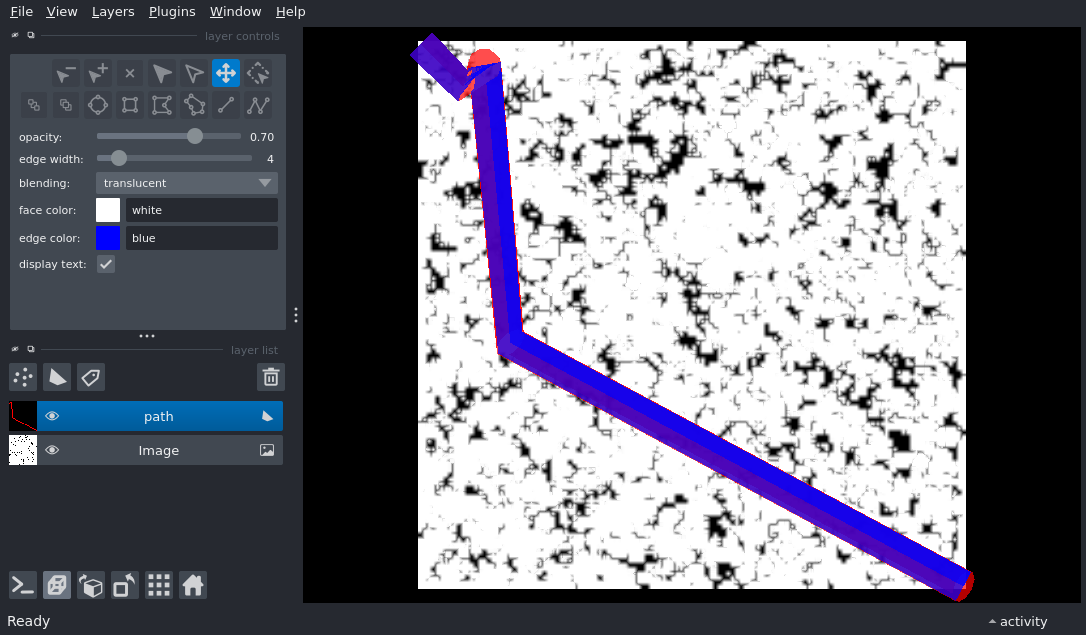 File View Layers Plugins Window Help
layer controls
opacity: 0.70
edge width: 4
blending: translucent
face color: white
edge color: blue
display text:
layer list
path
Image
Ready activity